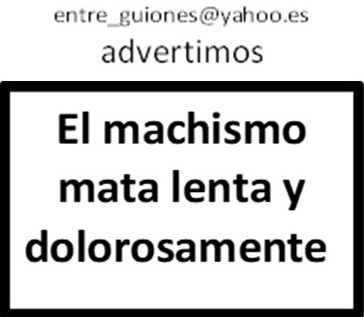 entre_guiones@yahoo.es
advertimos
El machismo
mata lenta y
dolorosamente